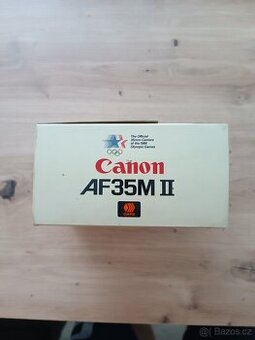 The Official
35mm Camera
of the 1984
Olympic Games
Canon
AF35M II
Bazos.cz